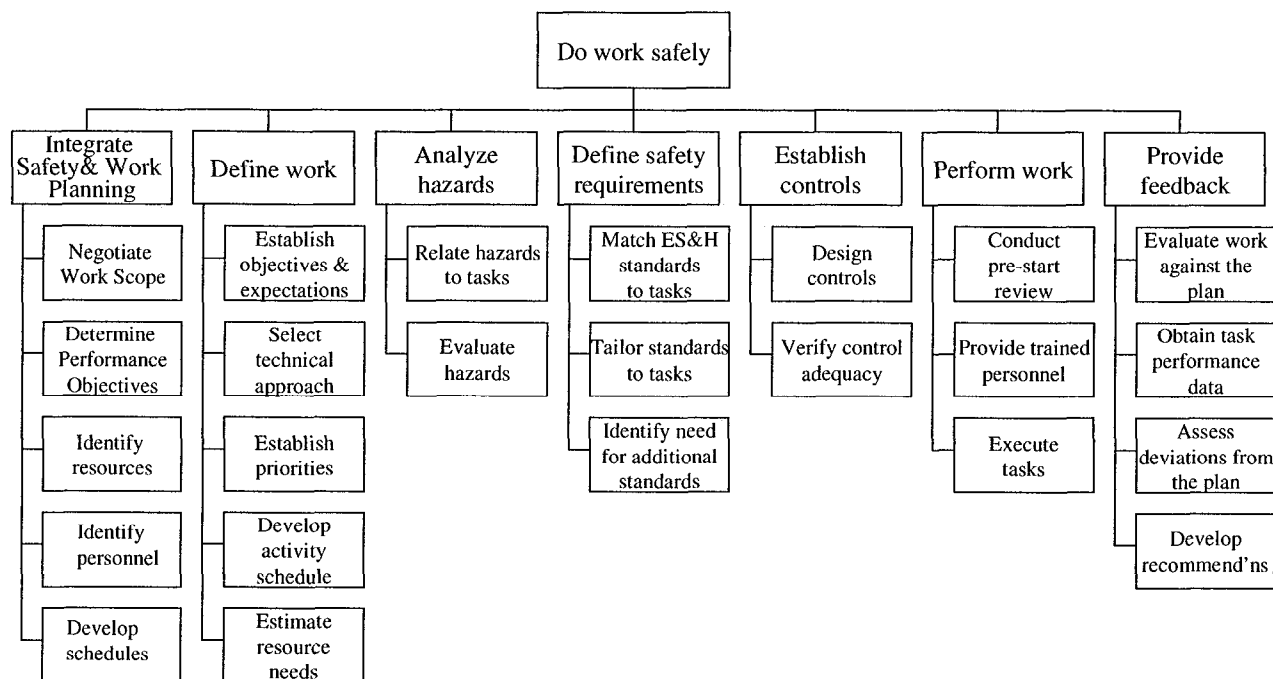 Do work safely
Integrate
Safety& Work
Planning
Define work
Analyze
hazards
Define safety
requirements
Establish
controls
Perform work
Provide
feedback
Negotiate
Work Scope
Determine
Performance
Objectives
Identify
resources
Identify
personnel
Develop
schedules
Establish
objectives &
expectations
Select
technical
approach
Establish
priorities
Develop
activity
schedule
Estimate
resource
needs
Relate hazards
to tasks
Evaluate
hazards
Match ES&H
standards
to tasks
Tailor standards
to tasks
Identify need
for additional
standards
Design
controls
Verify control
adequacy
Conduct
pre-start
review
Provide trained
personnel
Execute
tasks
Evaluate work
against the
plan
Obtain task
performance
data
Assess
deviations from
the plan
Develop
recommend'ns